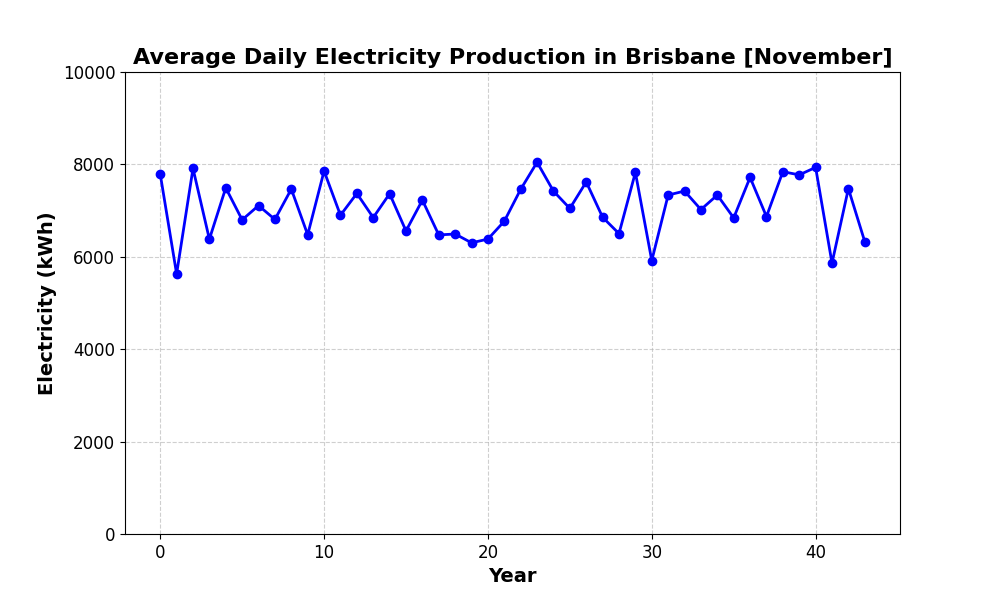 Average Daily Electricity Production in Brisbane [November]
10000
8000
6000
4000
2000
0
Electricity (kWh)
0 10 20 30 40
Year